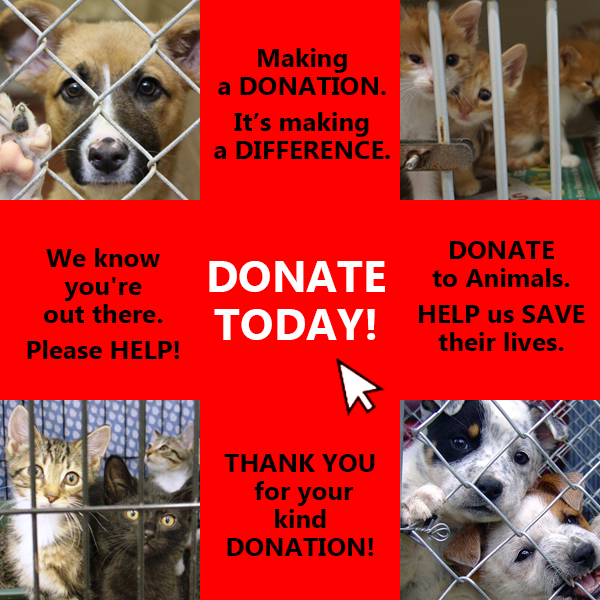 Making
a DONATION.
It's making
a DIFFERENCE.
We know
you're
out there.
Please HELP!
DONATE
TODAY!
DONATE
to Animals.
HELP us SAVE
their lives.
THANK YOU
for your
kind
DONATION!